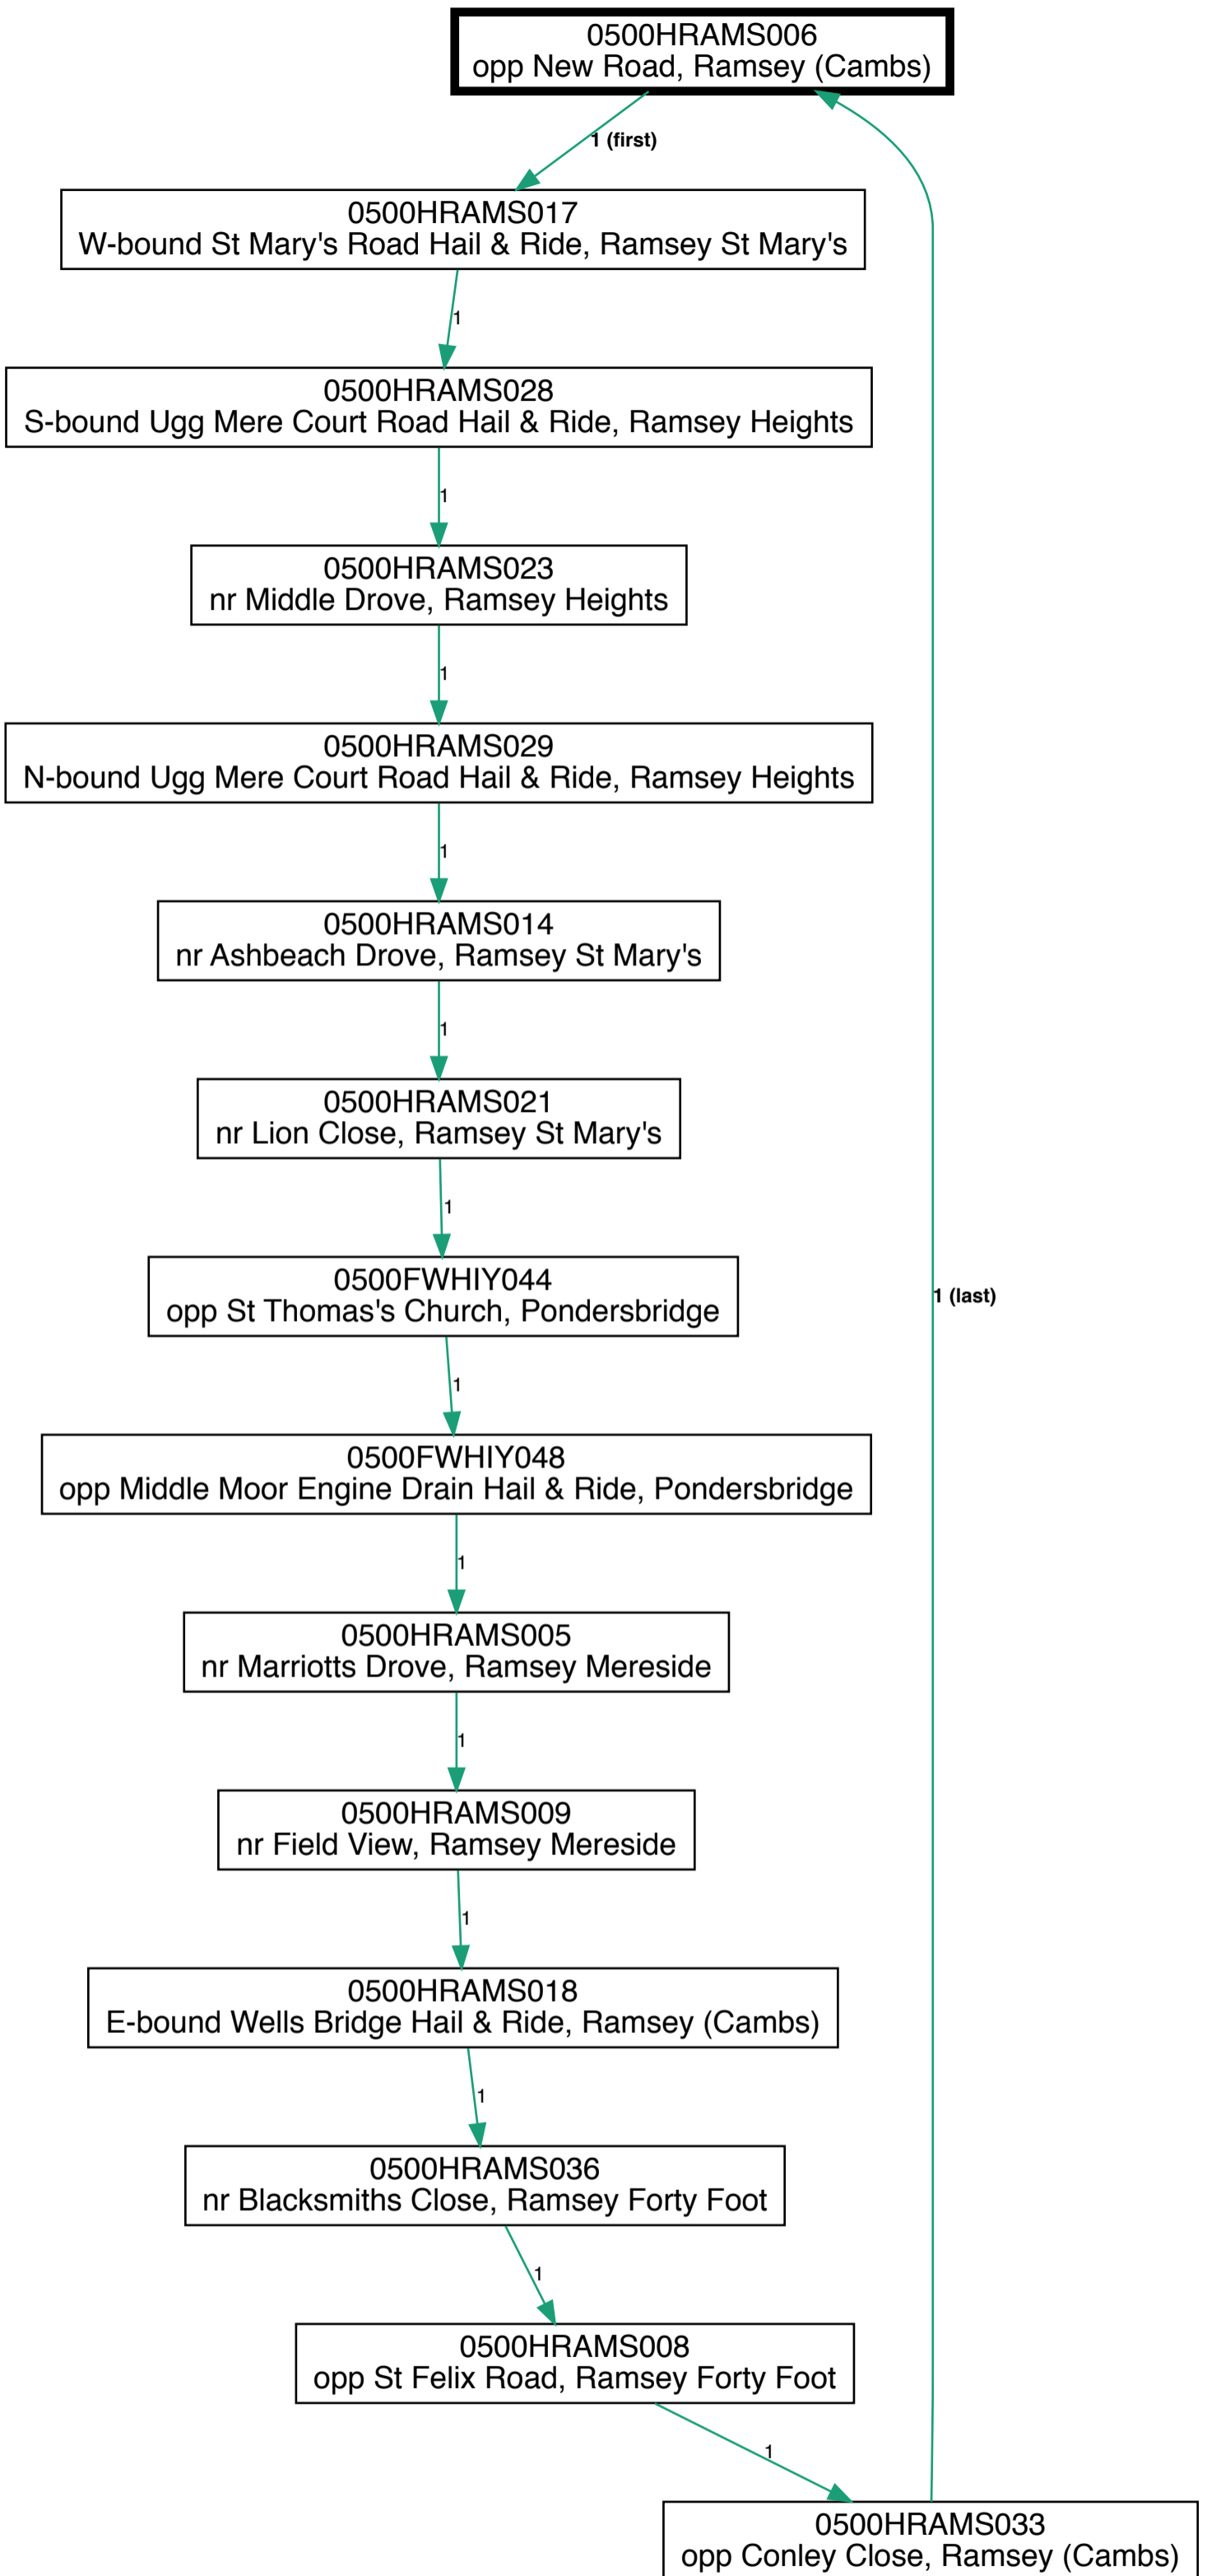 0500HRAMS006
opp New Road, Ramsey (Cambs)
1 (first)
0500HRAMS017
W-bound St Mary's Road Hail & Ride, Ramsey St Mary's
1
0500HRAMS028
S-bound Ugg Mere Court Road Hail & Ride, Ramsey Heights
1
0500HRAMS023
nr Middle Drove, Ramsey Heights
1
0500HRAMS029
N-bound Ugg Mere Court Road Hail & Ride, Ramsey Heights
1
0500HRAMS014
nr Ashbeach Drove, Ramsey St Mary's
1
0500HRAMS021
nr Lion Close, Ramsey St Mary's
1
0500FWHIY044
opp St Thomas's Church, Pondersbridge
1 (last)
1
0500FWHIY048
opp Middle Moor Engine Drain Hail & Ride, Pondersbridge
1
0500HRAMS005
nr Marriotts Drove, Ramsey Mereside
1
0500HRAMS009
nr Field View, Ramsey Mereside
1
0500HRAMS018
E-bound Wells Bridge Hail & Ride, Ramsey (Cambs)
1
0500HRAMS036
nr Blacksmiths Close, Ramsey Forty Foot
1
0500HRAMS008
opp St Felix Road, Ramsey Forty Foot
1
0500HRAMS033
opp Conley Close, Ramsey (Cambs)